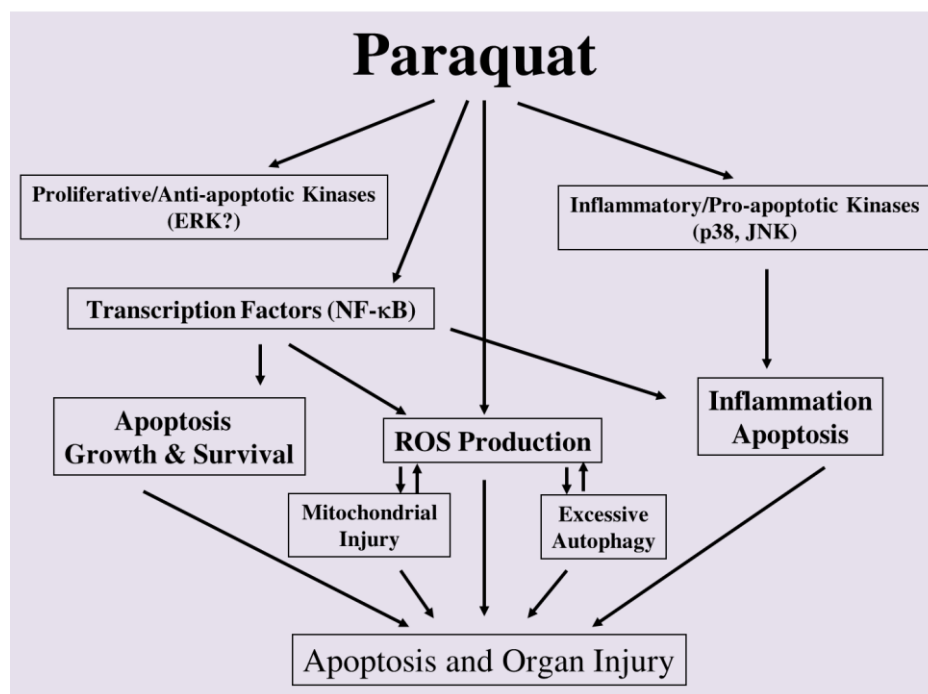 Paraquat
Proliferative/Anti-apoptotic Kinases
(ERK?)
Inflammatory/Pro-apoptotic Kinases
(p38, JNK)
Transcription Factors (NF-κB)
Apoptosis
Growth & Survival
ROS Production
Inflammation
Apoptosis
Mitochondrial
Injury
Excessive
Autophagy
Apoptosis and Organ Injury